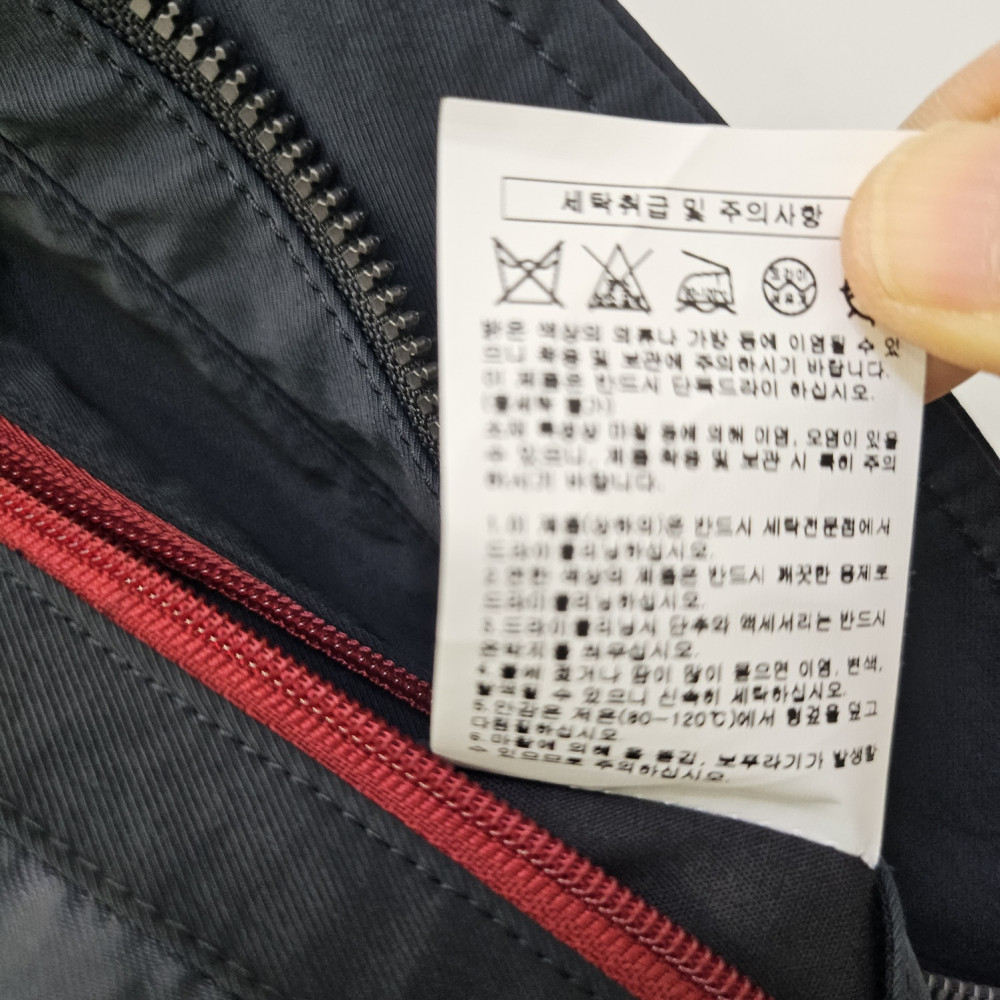 세탁취급 및 주의사항
밝은 색상의 의류나 가방 등에 이염될 수 있
으니 착용 및 보관에 주의하시기 바랍니다.
이 제품은 반드시 단독드라이 하십시오.
(물세탁 불가)
소재 특성상 마찰 등에 의해 이염, 오염이 있을
수 있으니, 제품 착용 및 보관 시 특히 주의
하시기 바랍니다.
1.이 제품(상하의)은 반드시 세탁전문점에서
드라이클리닝하십시오.
2.연한 색상의 제품은 반드시 깨끗한 용제로
드라이클리닝하십시오.
3.드라이클리닝시 단추와 액세서리는 반드시
은박지를 씌우십시오.
4.물에 젖거나 땀이 많이 묻으면 이염, 변색,
탈색될 수 있으니 신속히 세탁하십시오.
5.안감은 저온(80-120℃)에서 헝겊을 덮고
다림질하십시오.
6.마찰에 의해 올 뜯김, 보푸라기가 발생할
수 있으므로 주의하십시오.